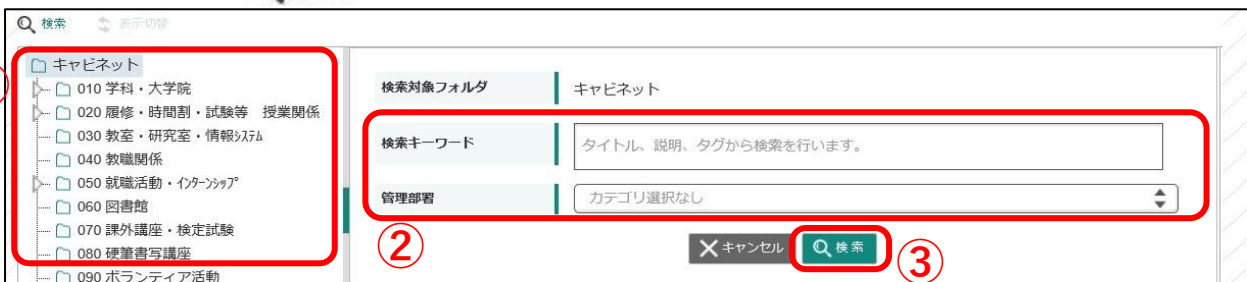 検索 表示切替
キャビネット
010 学科・大学院
020 履修・時間割・試験等 授業関係
030 教室・研究室・情報ｼｽﾃﾑ
040 教職関係
050 就職活動・ｲﾝﾀｰﾝｼｯﾌﾟ
060 図書館
070 課外講座・検定試験
080 硬筆書写講座
090 ボランティア活動
検索対象フォルダ キャビネット
検索キーワード タイトル、説明、タグから検索を行います。
管理部署 カテゴリ選択なし
② キャンセル 検索 ③